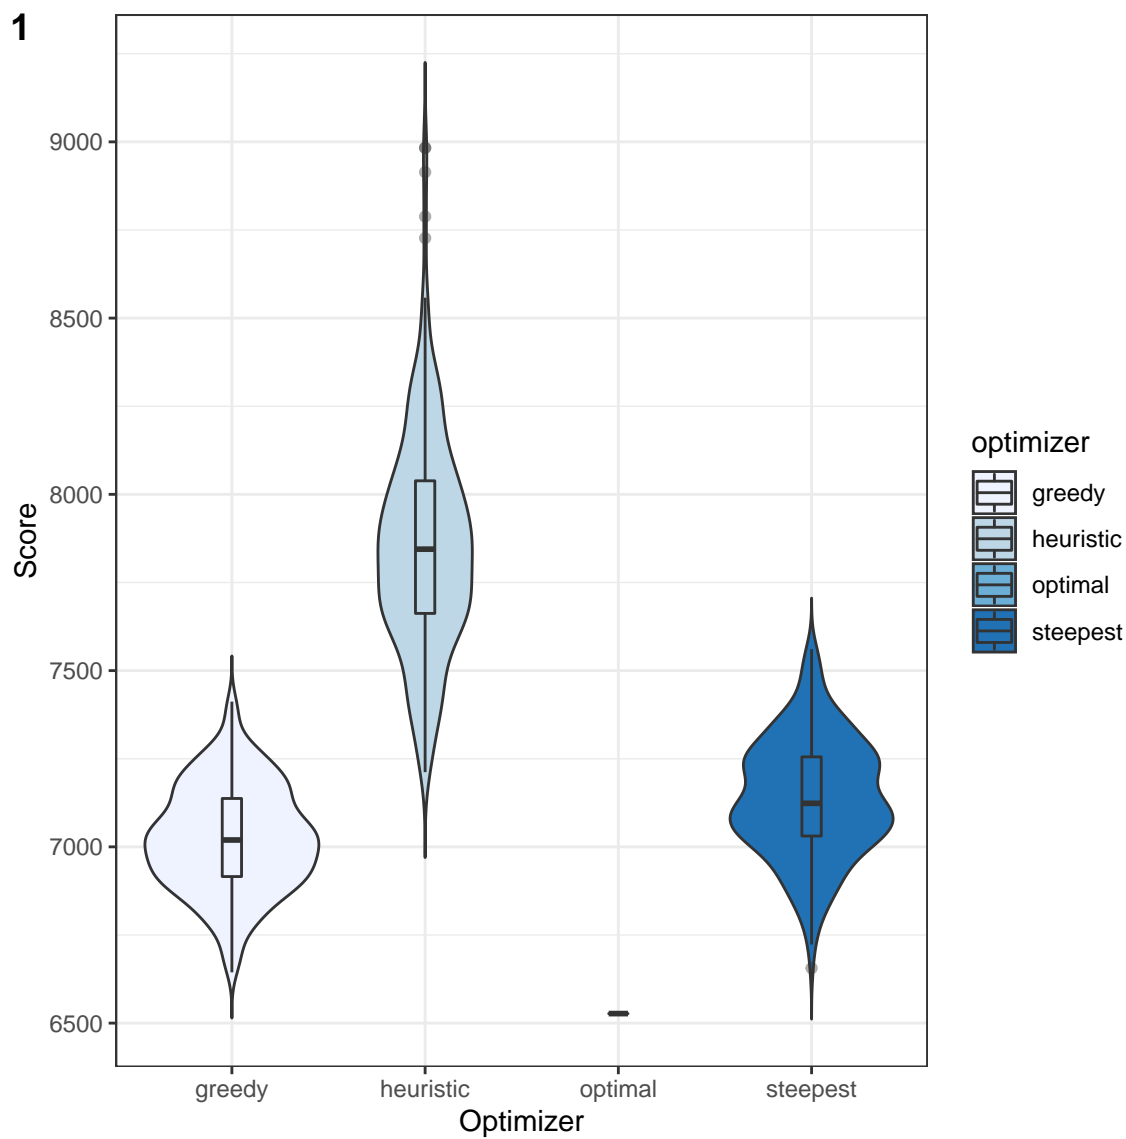 1
9000
8500
8000
7500
7000
6500
Score
greedy
heuristic
optimal
steepest
Optimizer
optimizer
greedy
heuristic
optimal
steepest